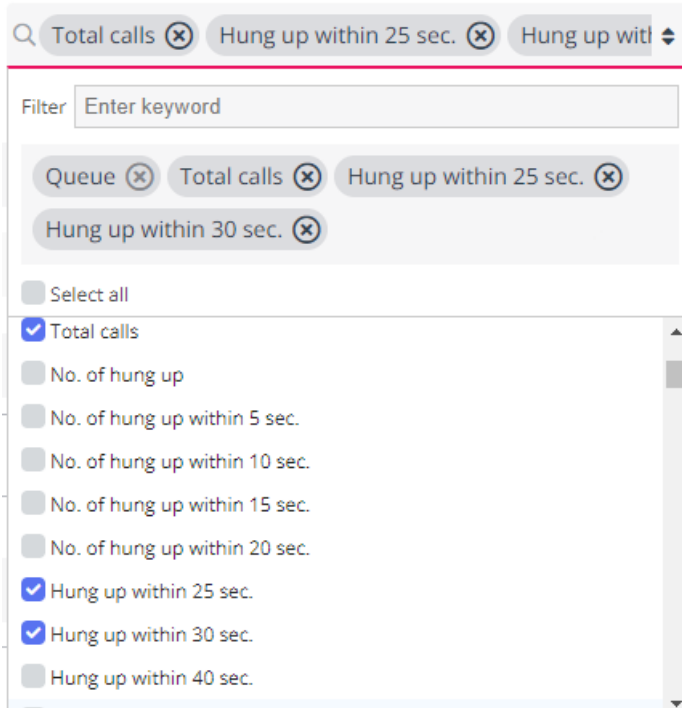 Total calls Hung up within 25 sec. Hung up with
Filter Enter keyword
Queue Total calls Hung up within 25 sec.
Hung up within 30 sec.
Select all
Total calls
No. of hung up
No. of hung up within 5 sec.
No. of hung up within 10 sec.
No. of hung up within 15 sec.
No. of hung up within 20 sec.
Hung up within 25 sec.
Hung up within 30 sec.
Hung up within 40 sec.